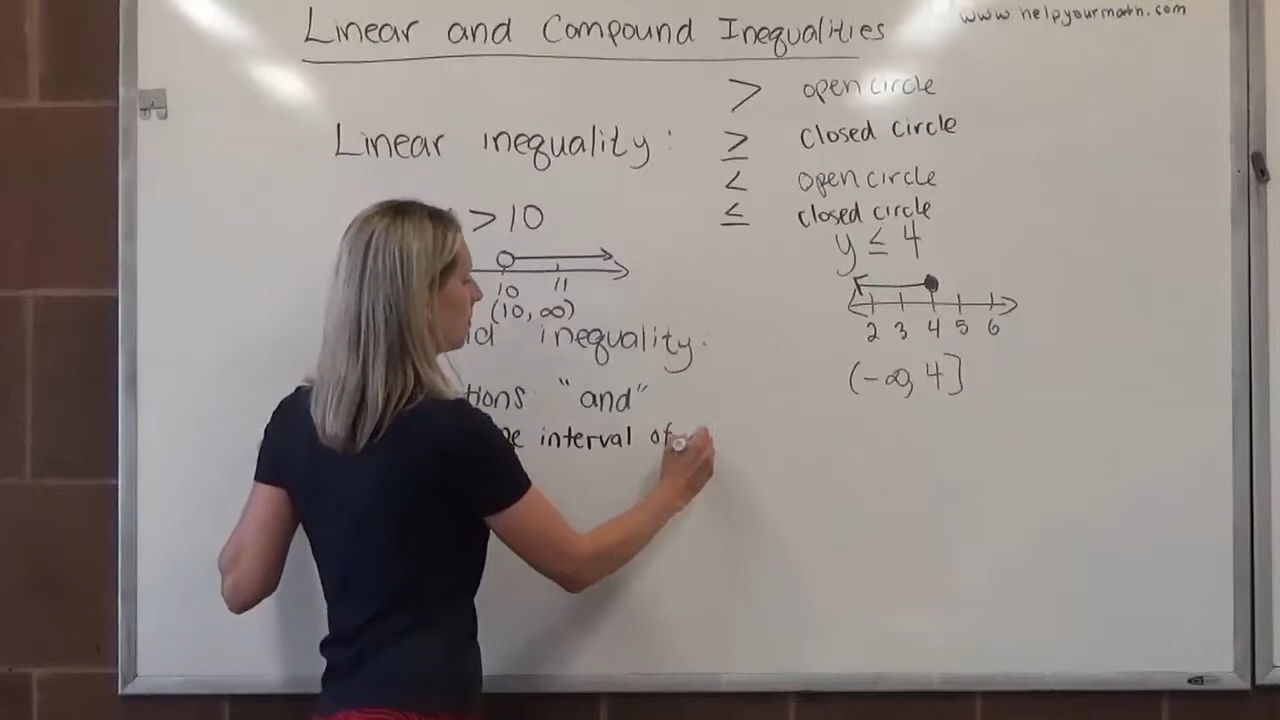 Linear and Compound Inequalities
www.helpyourmath.com
> open circle
Linear inequality:
≥ closed circle
< open circle
≤ closed circle
> 10
y ≤ 4
10 11
(10, ∞)
2 3 4 5 6
inequality:
(-∞, 4]
"and"
interval of